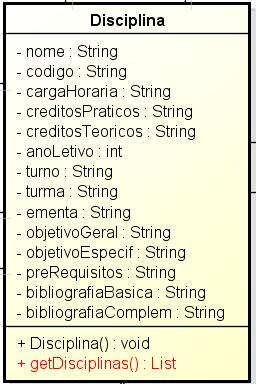 Disciplina
- nome : String
- codigo : String
- cargaHoraria : String
- creditosPraticos : String
- creditosTeoricos : String
- anoLetivo : int
- turno : String
- turma : String
- ementa : String
- objetivoGeral : String
- objetivoEspecif : String
- preRequisitos : String
- bibliografiaBasica : String
- bibliografiaComplem : String
+ Disciplina() : void
+ getDisciplinas() : List